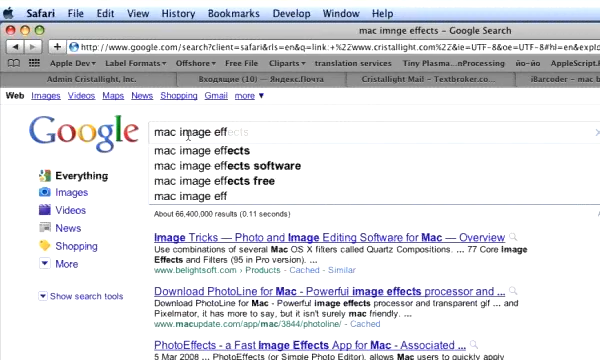 Safari File Edit View History Bookmarks Develop Window Help
mac imnge effects – Google Search
http://www.google.com/search?client=safari&rls=en&q=link:+%22www.cristallight.com%22&ie=UTF-8&oe=UTF-8#hl=en&explo
Apple Dev▾ Label Formats▾ Offshore▾ Free File Cliparts▾ translation services Tiny Plasma...nProcessing йо-йо AppleScript.F
Admin Cristallight, Inc. Входящие (10) — Яндекс.Почта Cristallight Mail – Textbroker.co... iBarcoder – mac b
Web Images Videos Maps News Shopping Gmail more ▼
Google
mac image effects
mac image effects
Everything
mac image effects software
Images
mac image effects free
Videos
mac image eff
News
About 66,400,000 results (0.11 seconds)
Shopping
Image Tricks — Photo and Image Editing Software for Mac — Overview
More
Use combinations of several Mac OS X filters called Quartz Compositions. ... 77 Core Image
Effects and Filters (95 in Pro version). ...
www.belightsoft.com › Products - Cached - Similar
Show search tools
Download PhotoLine for Mac - Powerful image effects processor and ...
Download PhotoLine for Mac - Powerful image effects processor and transparent gif ... and
Pixelmator, it has more to say, but it isn't surely mac friendly. ...
www.macupdate.com/app/mac/3844/photoline/ - Cached
PhotoEffects - a Fast Image Effects App for Mac - Associated ...
5 Mar 2008 ... PhotoEffects (or Simple Photo Editor), allows Mac users to quickly apply